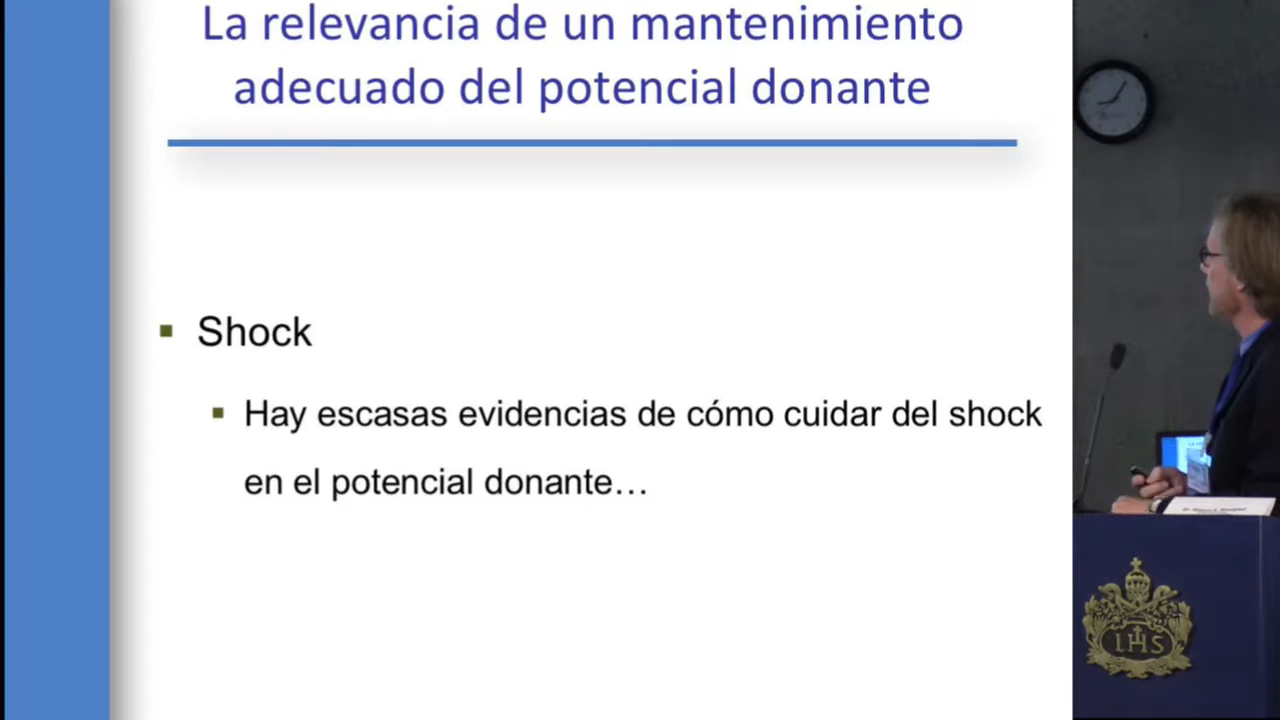 La relevancia de un mantenimiento
adecuado del potencial donante
Shock
Hay escasas evidencias de cómo cuidar del shock
en el potencial donante…
IHS